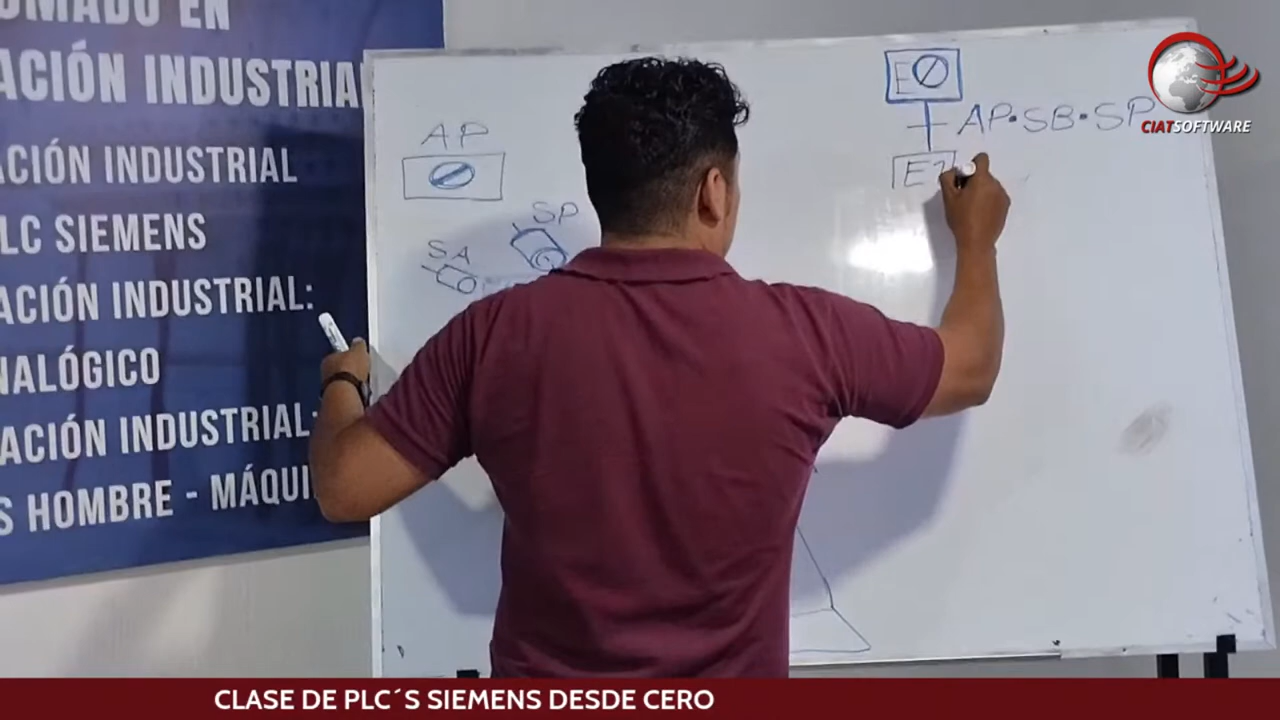 EN
ACIÓN INDUSTRIAL
ACIÓN INDUSTRIAL
LC SIEMENS
ACIÓN INDUSTRIAL:
NALÓGICO
ACIÓN INDUSTRIAL:
S HOMBRE - MÁQUI
AP
SP
SA
E0
AP·SB·SP
CIATSOFTWARE
CLASE DE PLC´S SIEMENS DESDE CERO